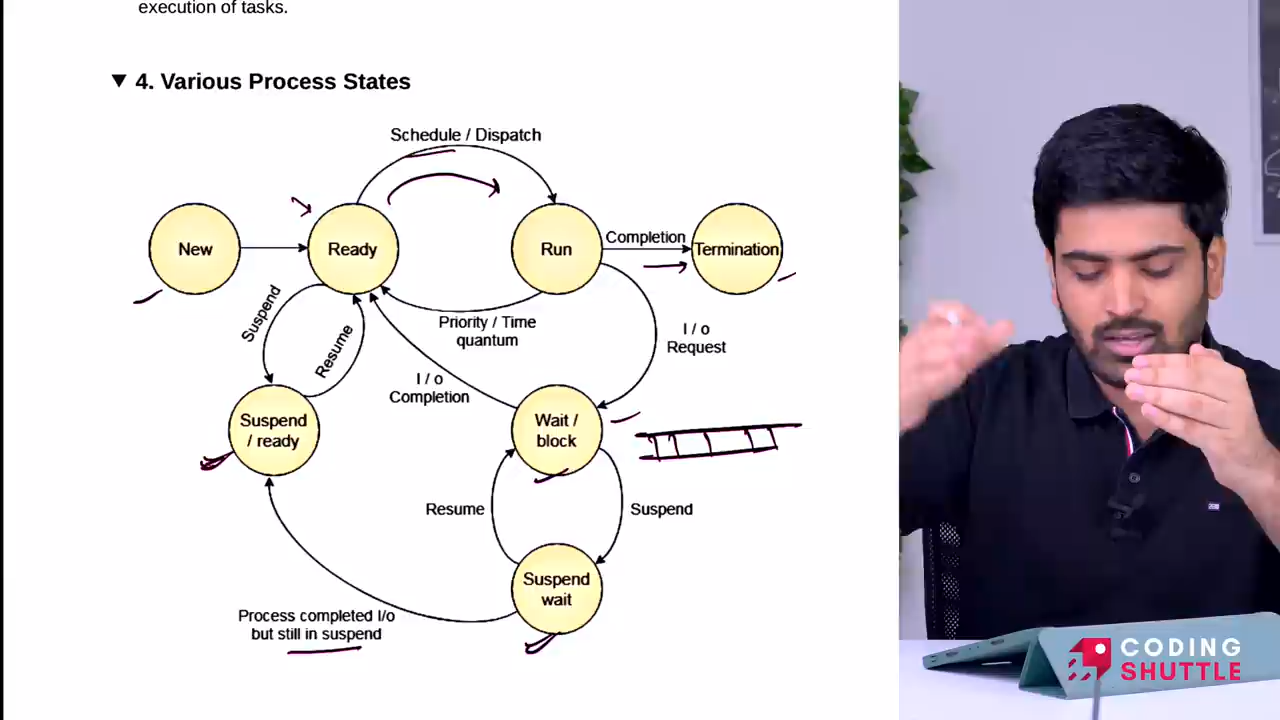 execution of tasks.
▼ 4. Various Process States
Schedule / Dispatch
New
Ready
Run
Completion
Termination
Suspend
Resume
Priority / Time
quantum
I / o
Request
I / o
Completion
Suspend
/ ready
Wait /
block
Resume
Suspend
Suspend
wait
Process completed I/o
but still in suspend
CODING
SHUTTLE